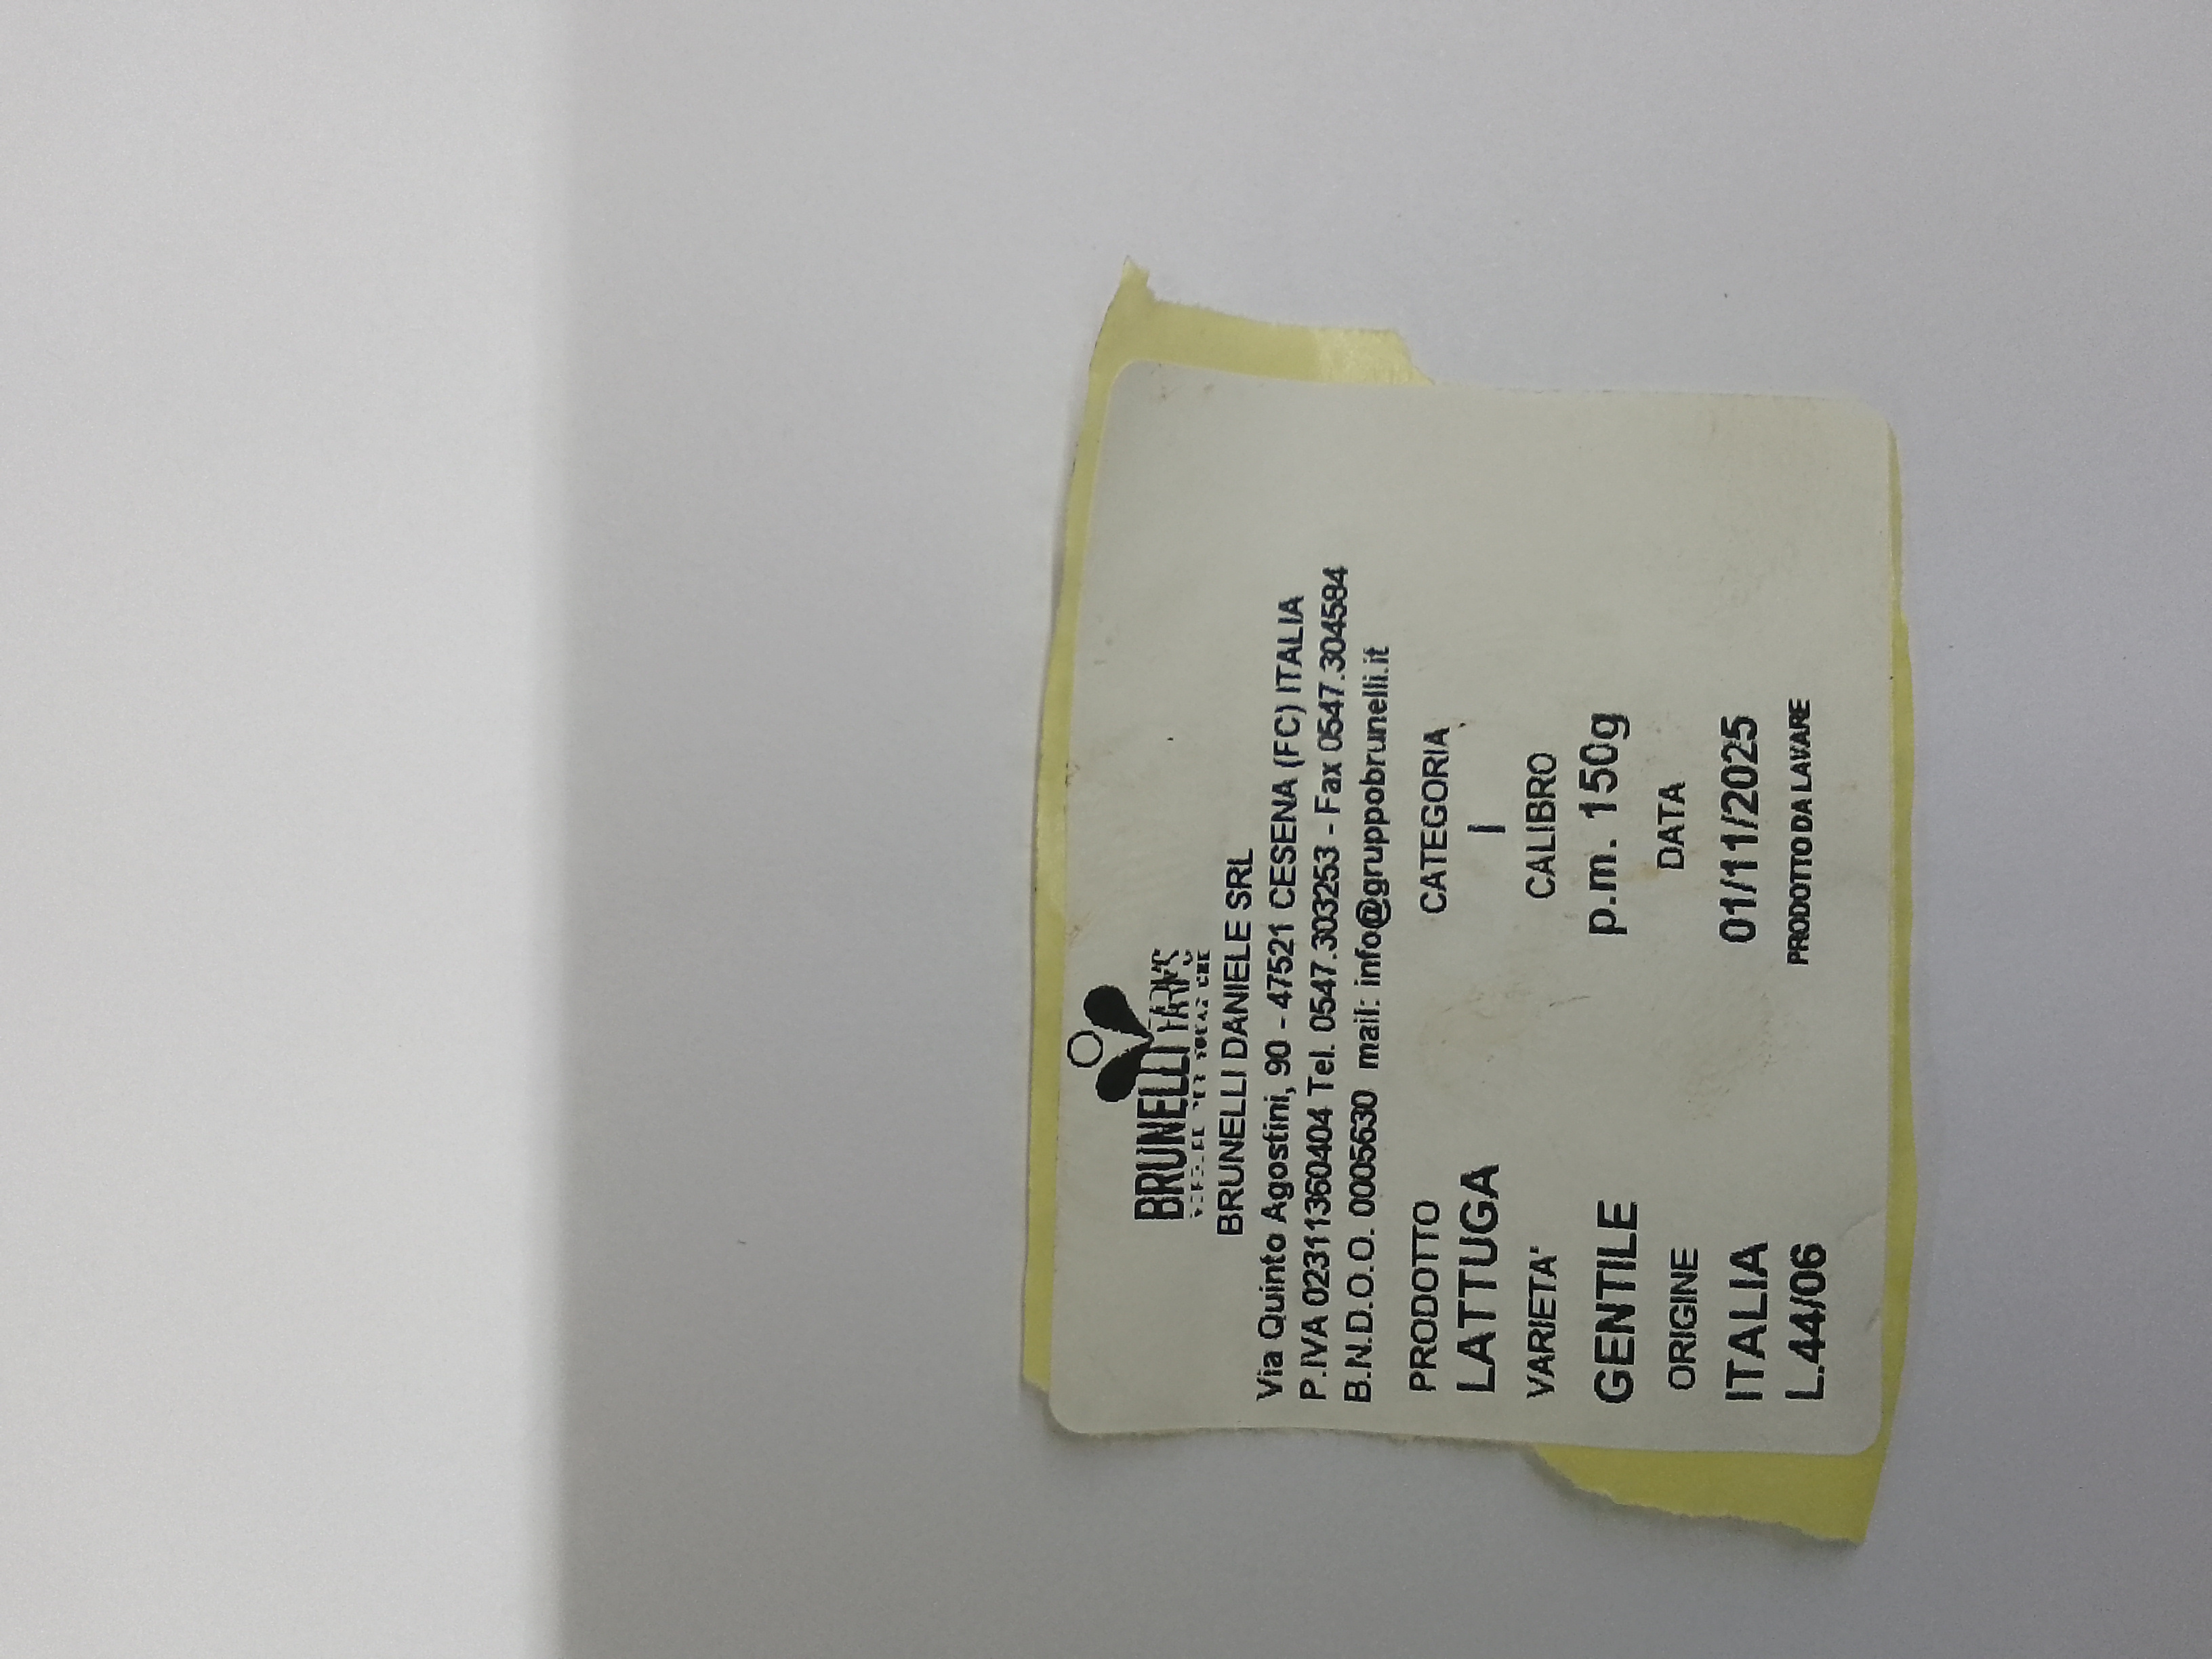 BRUNELLI
BRUNELLI DANIELE SRL
Via Quinto Agostini, 90 - 47521 CESENA (FC) ITALIA
P.IVA 02311360404 Tel. 0547.303253 - Fax 0547.304584
B.N.D.O.O. 0005630 mail: info@gruppobrunelli.it
PRODOTTO CATEGORIA
LATTUGA I
VARIETA' CALIBRO
GENTILE p.m. 150g
ORIGINE DATA
ITALIA 01/11/2025
L.44/06 PRODOTTO DA LAVARE